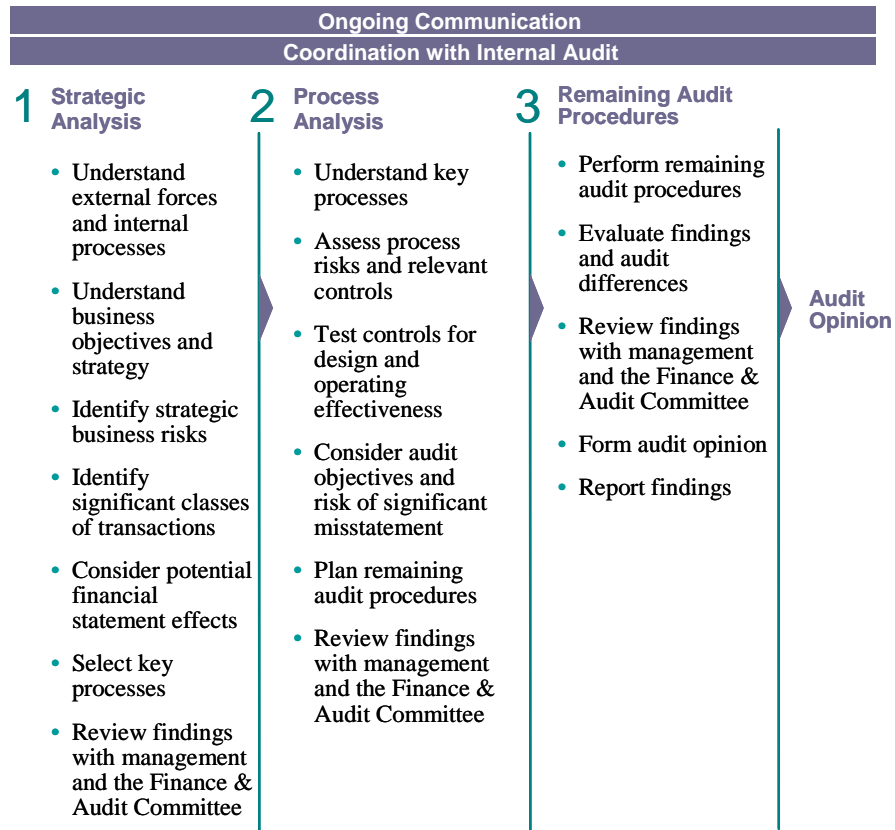 Ongoing Communication
Coordination with Internal Audit
1 Strategic
Analysis
• Understand
external forces
and internal
processes
• Understand
business
objectives and
strategy
• Identify strategic
business risks
• Identify
significant classes
of transactions
• Consider potential
financial
statement effects
• Select key
processes
• Review findings
with management
and the Finance &
Audit Committee
2 Process
Analysis
• Understand key
processes
• Assess process
risks and relevant
controls
• Test controls for
design and
operating
effectiveness
• Consider audit
objectives and
risk of significant
misstatement
• Plan remaining
audit procedures
• Review findings
with management
and the Finance &
Audit Committee
3 Remaining Audit
Procedures
• Perform remaining
audit procedures
• Evaluate findings
and audit
differences
• Review findings
with management
and the Finance &
Audit Committee
• Form audit opinion
• Report findings
Audit
Opinion